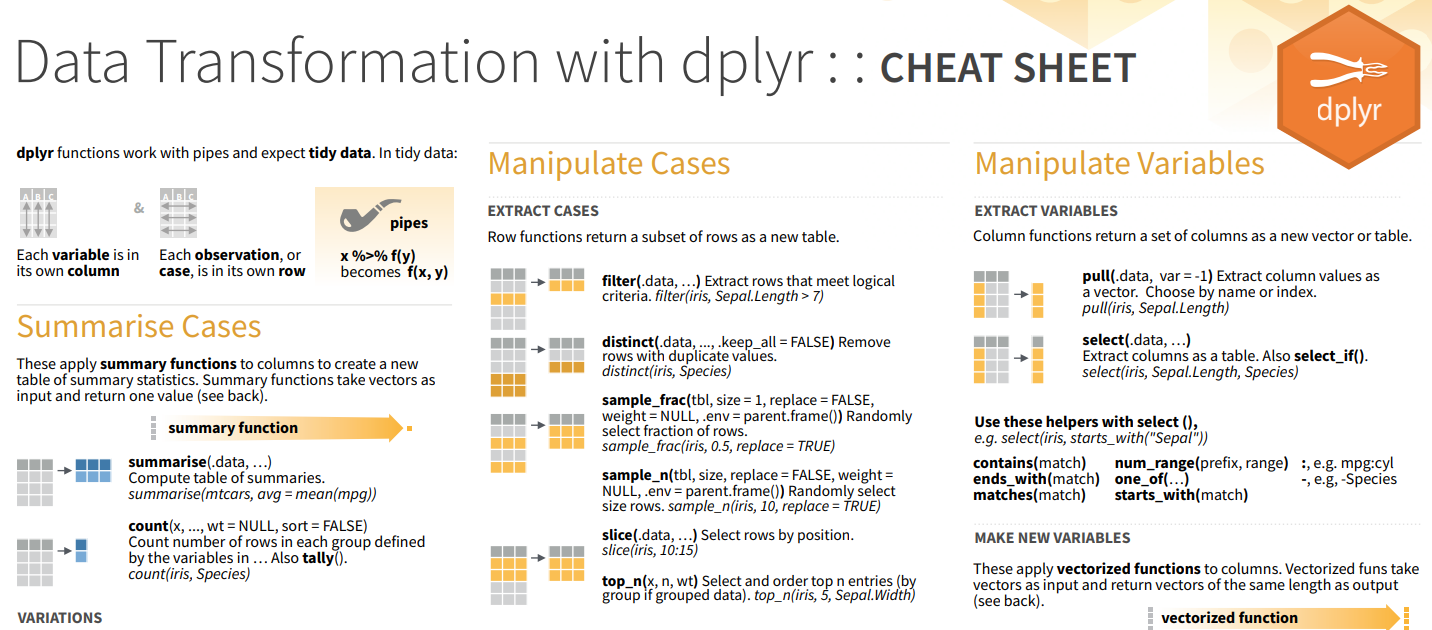 Data Transformation with dplyr : : CHEAT SHEET
dplyr
dplyr functions work with pipes and expect tidy data. In tidy data:
A B C
&
A B C
pipes
Each variable is in
its own column
Each observation, or
case, is in its own row
x %>% f(y)
becomes f(x, y)
Summarise Cases
These apply summary functions to columns to create a new
table of summary statistics. Summary functions take vectors as
input and return one value (see back).
summary function
summarise(.data, …)
Compute table of summaries.
summarise(mtcars, avg = mean(mpg))
count(x, ..., wt = NULL, sort = FALSE)
Count number of rows in each group defined
by the variables in … Also tally().
count(iris, Species)
VARIATIONS
Manipulate Cases
EXTRACT CASES
Row functions return a subset of rows as a new table.
filter(.data, …) Extract rows that meet logical
criteria. filter(iris, Sepal.Length > 7)
distinct(.data, ..., .keep_all = FALSE) Remove
rows with duplicate values.
distinct(iris, Species)
sample_frac(tbl, size = 1, replace = FALSE,
weight = NULL, .env = parent.frame()) Randomly
select fraction of rows.
sample_frac(iris, 0.5, replace = TRUE)
sample_n(tbl, size, replace = FALSE, weight =
NULL, .env = parent.frame()) Randomly select
size rows. sample_n(iris, 10, replace = TRUE)
slice(.data, …) Select rows by position.
slice(iris, 10:15)
top_n(x, n, wt) Select and order top n entries (by
group if grouped data). top_n(iris, 5, Sepal.Width)
Manipulate Variables
EXTRACT VARIABLES
Column functions return a set of columns as a new vector or table.
pull(.data, var = -1) Extract column values as
a vector. Choose by name or index.
pull(iris, Sepal.Length)
select(.data, …)
Extract columns as a table. Also select_if().
select(iris, Sepal.Length, Species)
Use these helpers with select (),
e.g. select(iris, starts_with("Sepal"))
contains(match) num_range(prefix, range) :, e.g. mpg:cyl
ends_with(match) one_of(…) -, e.g, -Species
matches(match) starts_with(match)
MAKE NEW VARIABLES
These apply vectorized functions to columns. Vectorized funs take
vectors as input and return vectors of the same length as output
(see back).
vectorized function